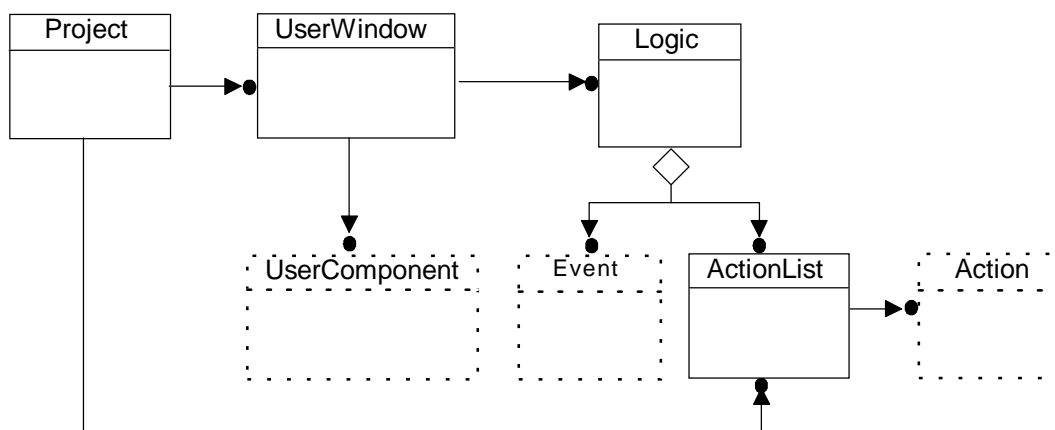 Project
UserWindow
Logic
UserComponent
Event
ActionList
Action